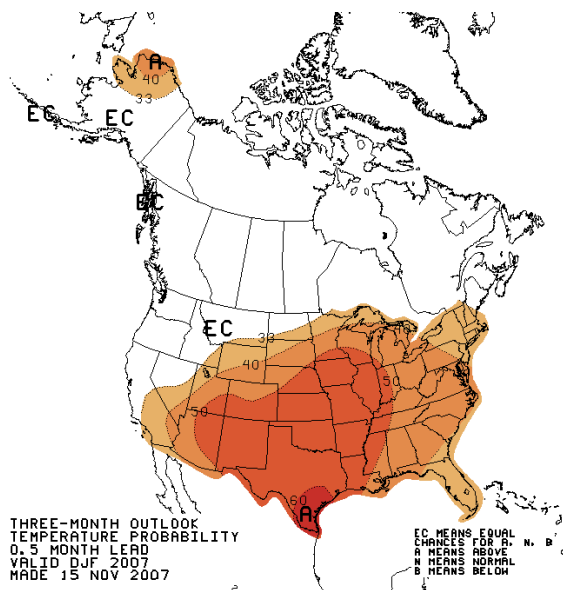 A
40
33
EC
EC
EC
EC
33
40
50
50
60
A
THREE-MONTH OUTLOOK
TEMPERATURE PROBABILITY
0.5 MONTH LEAD
VALID DJF 2007
MADE 15 NOV 2007
EC MEANS EQUAL
CHANCES FOR A, N, B
A MEANS ABOVE
N MEANS NORMAL
B MEANS BELOW